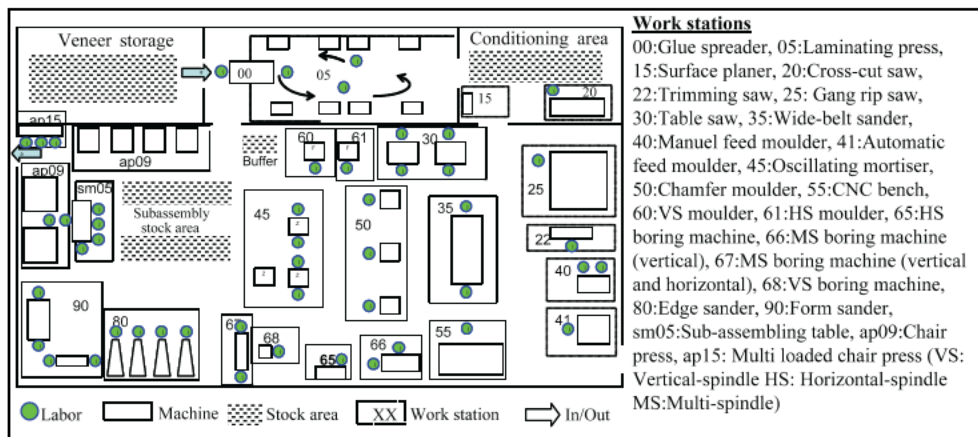 Veneer storage
Conditioning area
00
05
15
20
ap15
ap09
60
61
30
Buffer
ap09
sm05
25
Subassembly
stock area
45
50
35
22
40
90
80
68
65
66
55
41
Labor
Machine
Stock area
XX
Work station
In/Out
Work stations
00:Glue spreader, 05:Laminating press,
15:Surface planer, 20:Cross-cut saw,
22:Trimming saw, 25: Gang rip saw,
30:Table saw, 35:Wide-belt sander,
40:Manuel feed moulder, 41:Automatic
feed moulder, 45:Oscillating mortiser,
50:Chamfer moulder, 55:CNC bench,
60:VS moulder, 61:HS moulder, 65:HS
boring machine, 66:MS boring machine
(vertical), 67:MS boring machine (vertical
and horizontal), 68:VS boring machine,
80:Edge sander, 90:Form sander,
sm05:Sub-assembling table, ap09:Chair
press, ap15: Multi loaded chair press (VS:
Vertical-spindle HS: Horizontal-spindle
MS:Multi-spindle)